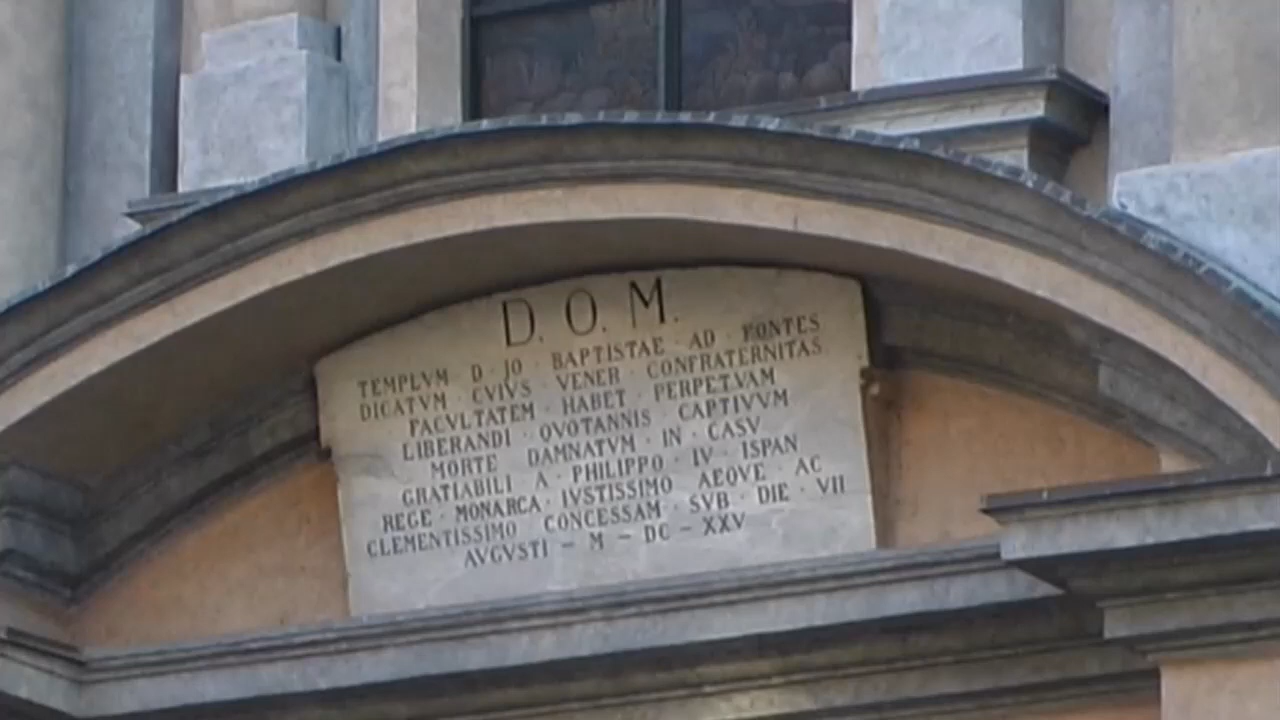 D. O. M.
TEMPLVM D · JO · BAPTISTAE AD · FONTES
DICATVM CVIVS · VENER · CONFRATERNITAS
FACVLTATEM · HABET · PERPETVAM
LIBERANDI · QVOTANNIS CAPTIVVM
MORTE DAMNATVM · IN · CASV
GRATIABILI A · PHILIPPO · IV · ISPAN
REGE · MONARCA · IVSTISSIMO AEQVE AC
CLEMENTISSIMO CONCESSAM · SVB · DIE · VII
AVGVSTI — M — DC — XXV